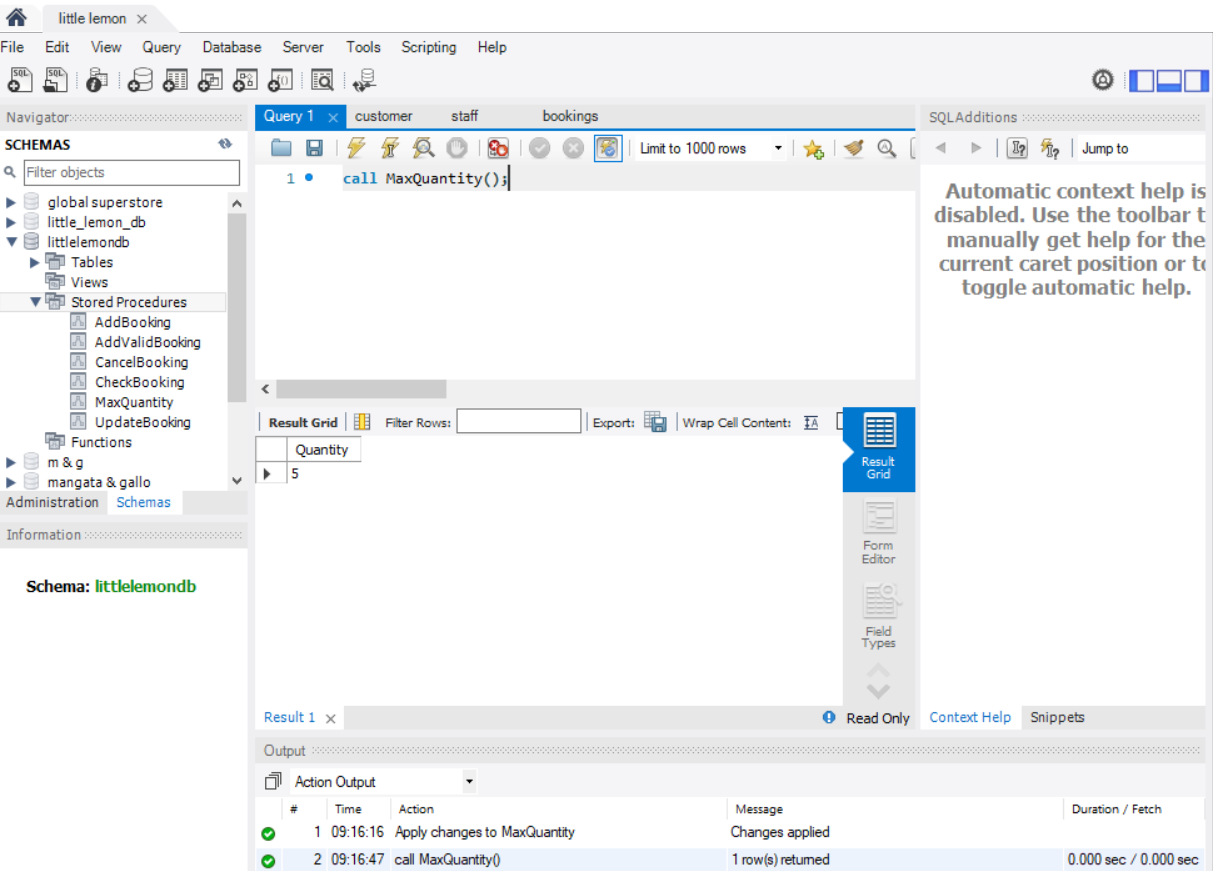 little lemon
File Edit View Query Database Server Tools Scripting Help
Navigator
SCHEMAS
Filter objects
global superstore
little_lemon_db
littlelemondb
Tables
Views
Stored Procedures
AddBooking
AddValidBooking
CancelBooking
CheckBooking
MaxQuantity
UpdateBooking
Functions
m & g
mangata & gallo
Administration Schemas
Information
Schema: littlelemondb
Query 1 customer staff bookings
Limit to 1000 rows
1 call MaxQuantity();
Result Grid Filter Rows: Export: Wrap Cell Content:
Quantity
5
Result
Grid
Form
Editor
Field
Types
Result 1 Read Only
SQLAdditions
Jump to
Automatic context help is
disabled. Use the toolbar t
manually get help for the
current caret position or to
toggle automatic help.
Context Help Snippets
Output
Action Output
# Time Action Message Duration / Fetch
1 09:16:16 Apply changes to MaxQuantity Changes applied
2 09:16:47 call MaxQuantity() 1 row(s) returned 0.000 sec / 0.000 sec